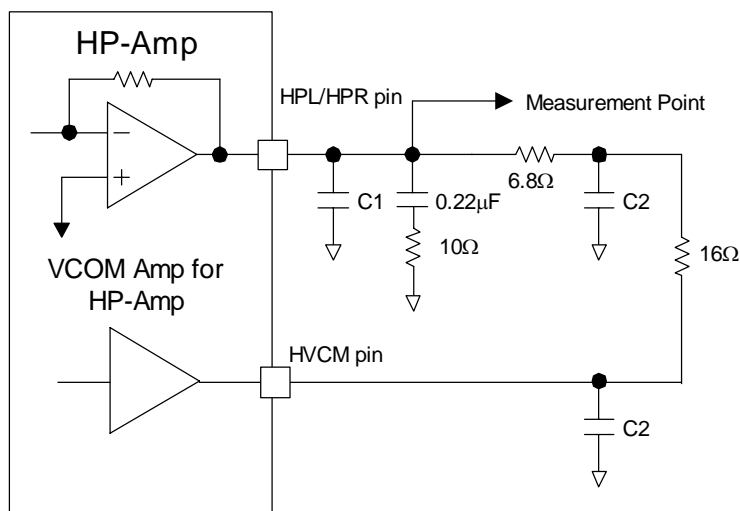 HP-Amp
HPL/HPR pin
Measurement Point
−
+
C1
0.22μF
10Ω
6.8Ω
C2
16Ω
VCOM Amp for
HP-Amp
HVCM pin
C2